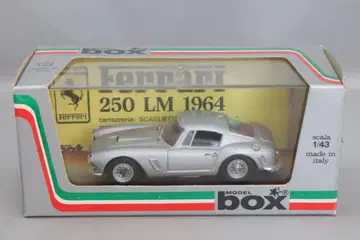 box
Ferrari
250 LM 1964
carrozzeria: SCAGLIETTI
Ferrari
scala
1/43
made in
italy
MODEL
box